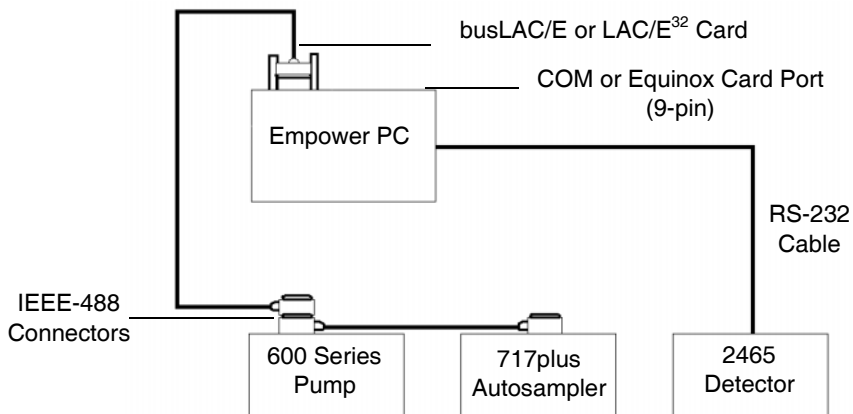 busLAC/E or LAC/E³² Card
COM or Equinox Card Port
(9-pin)
Empower PC
RS-232
Cable
IEEE-488
Connectors
600 Series
Pump
717plus
Autosampler
2465
Detector